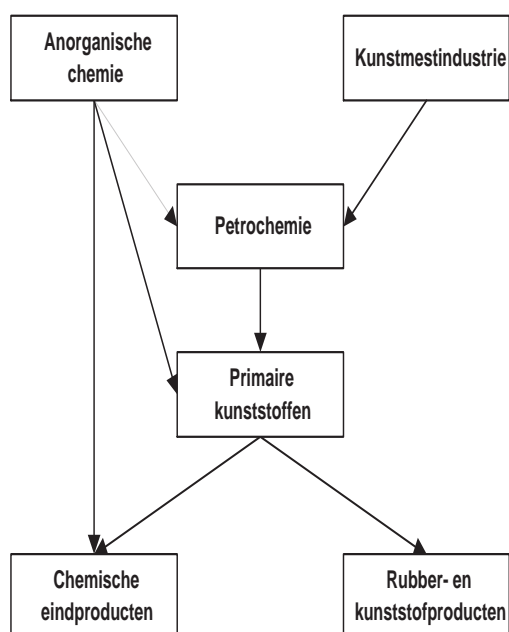 Anorganische
chemie
Kunstmestindustrie
Petrochemie
Primaire
kunststoffen
Chemische
eindproducten
Rubber- en
kunststofproducten